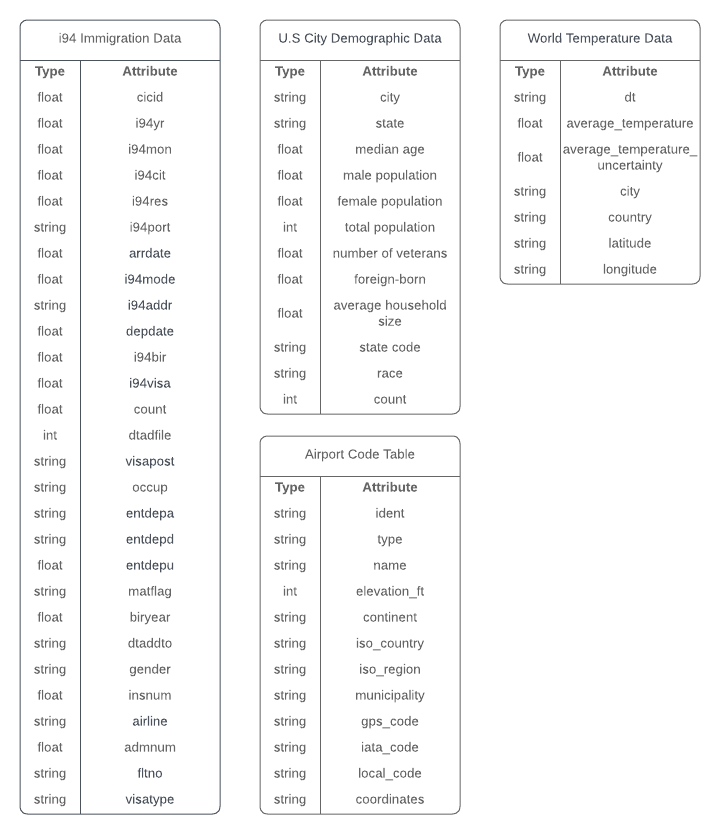 i94 Immigration Data
Type Attribute
float cicid
float i94yr
float i94mon
float i94cit
float i94res
string i94port
float arrdate
float i94mode
string i94addr
float depdate
float i94bir
float i94visa
float count
int dtadfile
string visapost
string occup
string entdepa
string entdepd
float entdepu
string matflag
float biryear
string dtaddto
string gender
float insnum
string airline
float admnum
string fltno
string visatype
U.S City Demographic Data
Type Attribute
string city
string state
float median age
float male population
float female population
int total population
float number of veterans
float foreign-born
float average household
size
string state code
string race
int count
Airport Code Table
Type Attribute
string ident
string type
string name
int elevation_ft
string continent
string iso_country
string iso_region
string municipality
string gps_code
string iata_code
string local_code
string coordinates
World Temperature Data
Type Attribute
string dt
float average_temperature
float average_temperature_
uncertainty
string city
string country
string latitude
string longitude